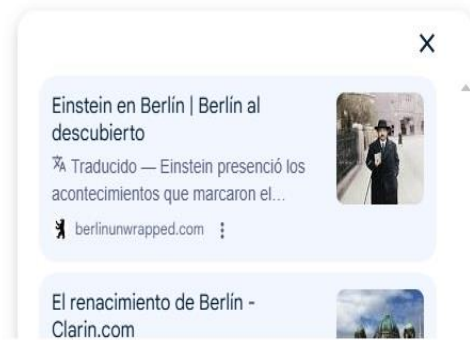 Einstein en Berlín | Berlín al
descubierto
Traducido — Einstein presenció los
acontecimientos que marcaron el...
berlinunwrapped.com
El renacimiento de Berlín -
Clarin.com